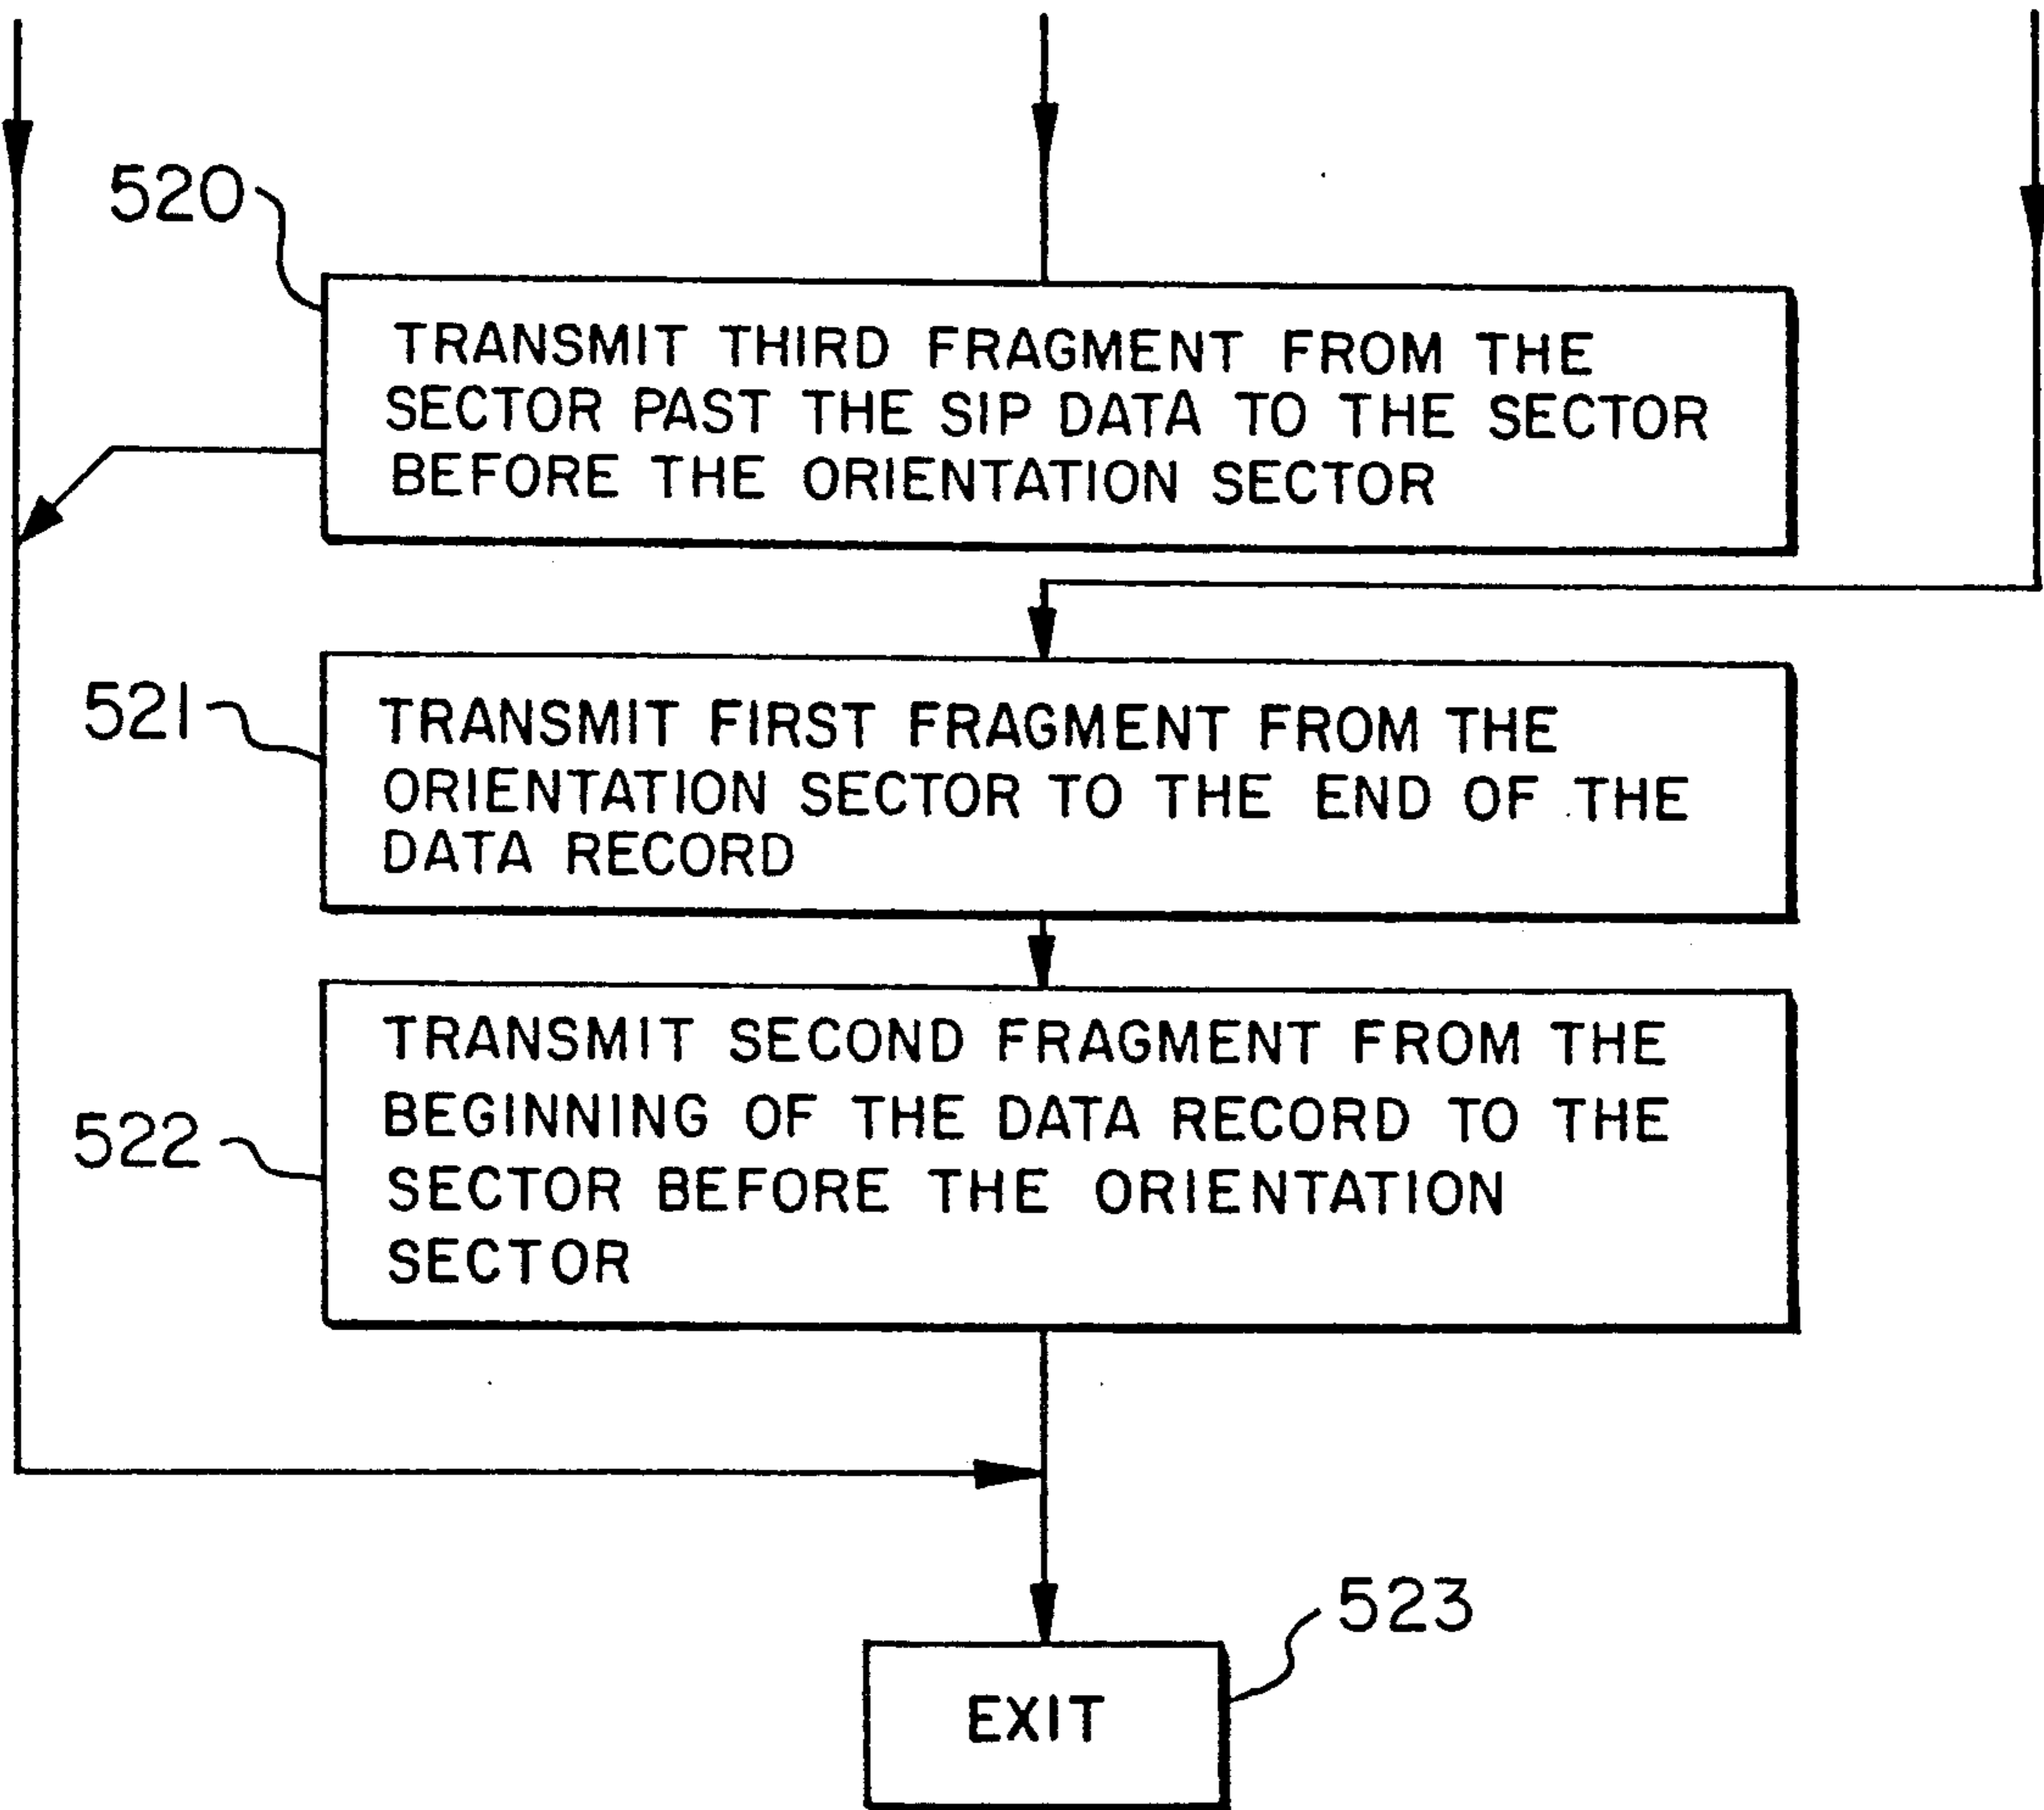 520
TRANSMIT THIRD FRAGMENT FROM THE
SECTOR PAST THE SIP DATA TO THE SECTOR
BEFORE THE ORIENTATION SECTOR
521
TRANSMIT FIRST FRAGMENT FROM THE
ORIENTATION SECTOR TO THE END OF THE
DATA RECORD
522
TRANSMIT SECOND FRAGMENT FROM THE
BEGINNING OF THE DATA RECORD TO THE
SECTOR BEFORE THE ORIENTATION
SECTOR
523
EXIT